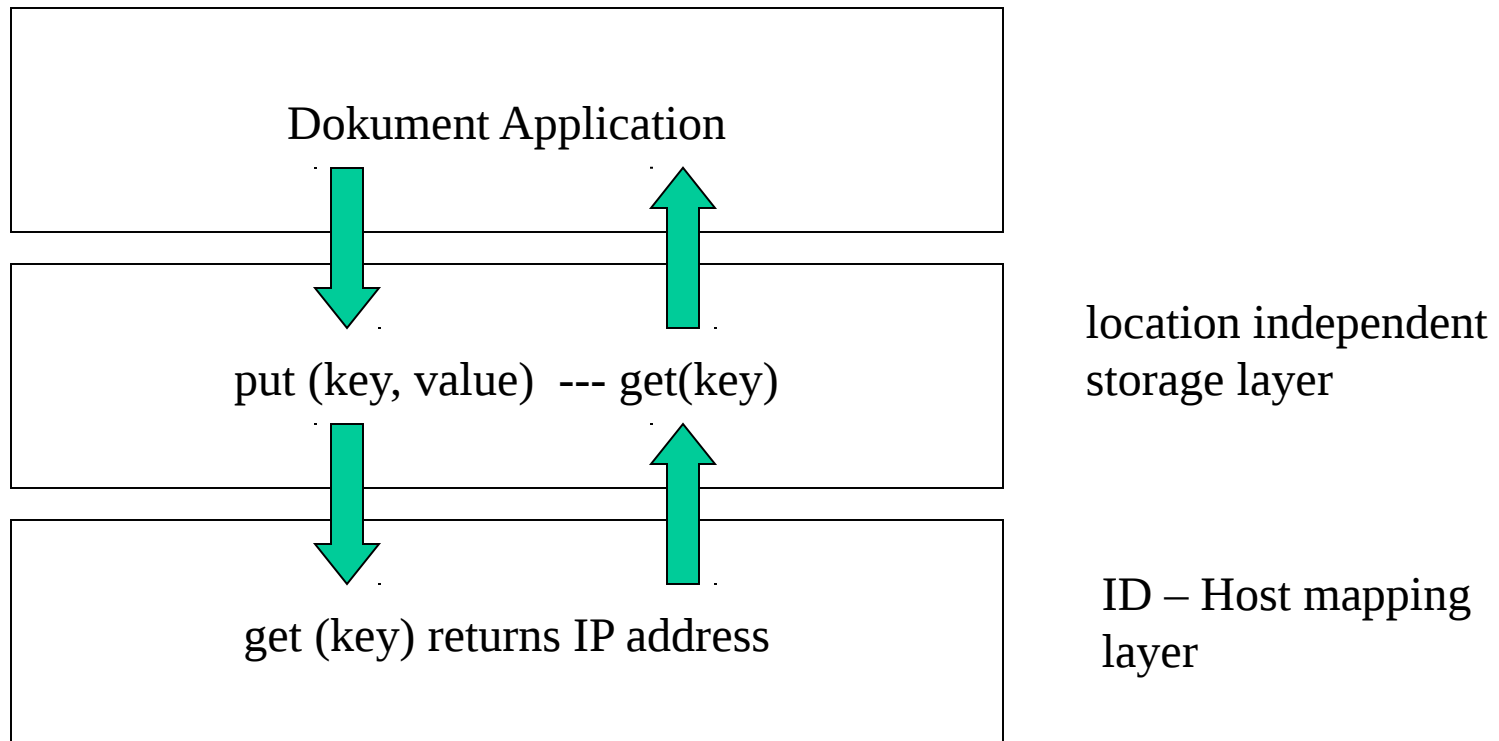 Dokument Application
put (key, value)  --- get(key)
location independent
storage layer
get (key) returns IP address
ID – Host mapping
layer